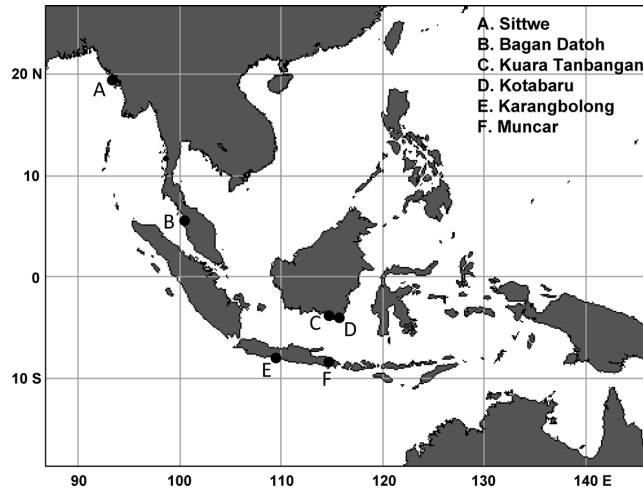 A. Sittwe
B. Bagan Datoh
C. Kuara Tanbangan
D. Kotabaru
E. Karangbolong
F. Muncar
20 N
10
0
10 S
A
B
C
D
E
F
90
100
110
120
130
140 E